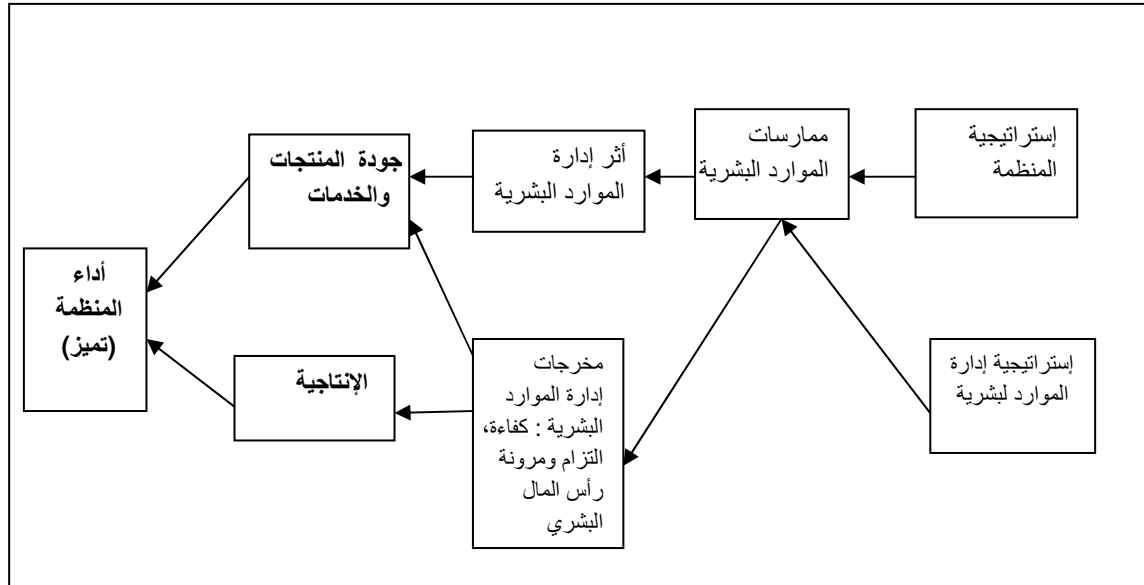 إستراتيجية
المنظمة
ممارسات
الموارد البشرية
أثر إدارة
الموارد البشرية
جودة المنتجات
والخدمات
أداء
المنظمة
(تميز)
إستراتيجية إدارة
الموارد لبشرية
مخرجات
إدارة الموارد
البشرية : كفاءة،
التزام ومرونة
رأس المال
البشري
الإنتاجية